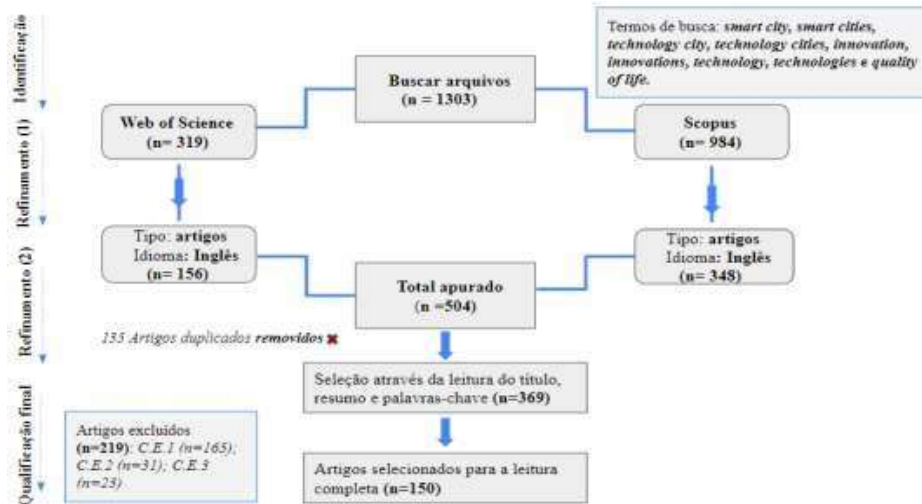 Identificação
Refinamento (1)
Refinamento (2)
Qualificação final
Termos de busca: smart city, smart cities,
technology city, technology cities, innovation,
innovations, technology, technologies e quality
of life.
Buscar arquivos
(n = 1303)
Web of Science
(n= 319)
Scopus
(n= 984)
Tipo: artigos
Idioma: Inglês
(n= 156)
Tipo: artigos
Idioma: Inglês
(n= 348)
Total apurado
(n =504)
135 Artigos duplicados removidos
Seleção através da leitura do título,
resumo e palavras-chave (n=369)
Artigos excluídos
(n=219): C.E.1 (n=165);
C.E.2 (n=31); C.E.3
(n=23)
Artigos selecionados para a leitura
completa (n=150)